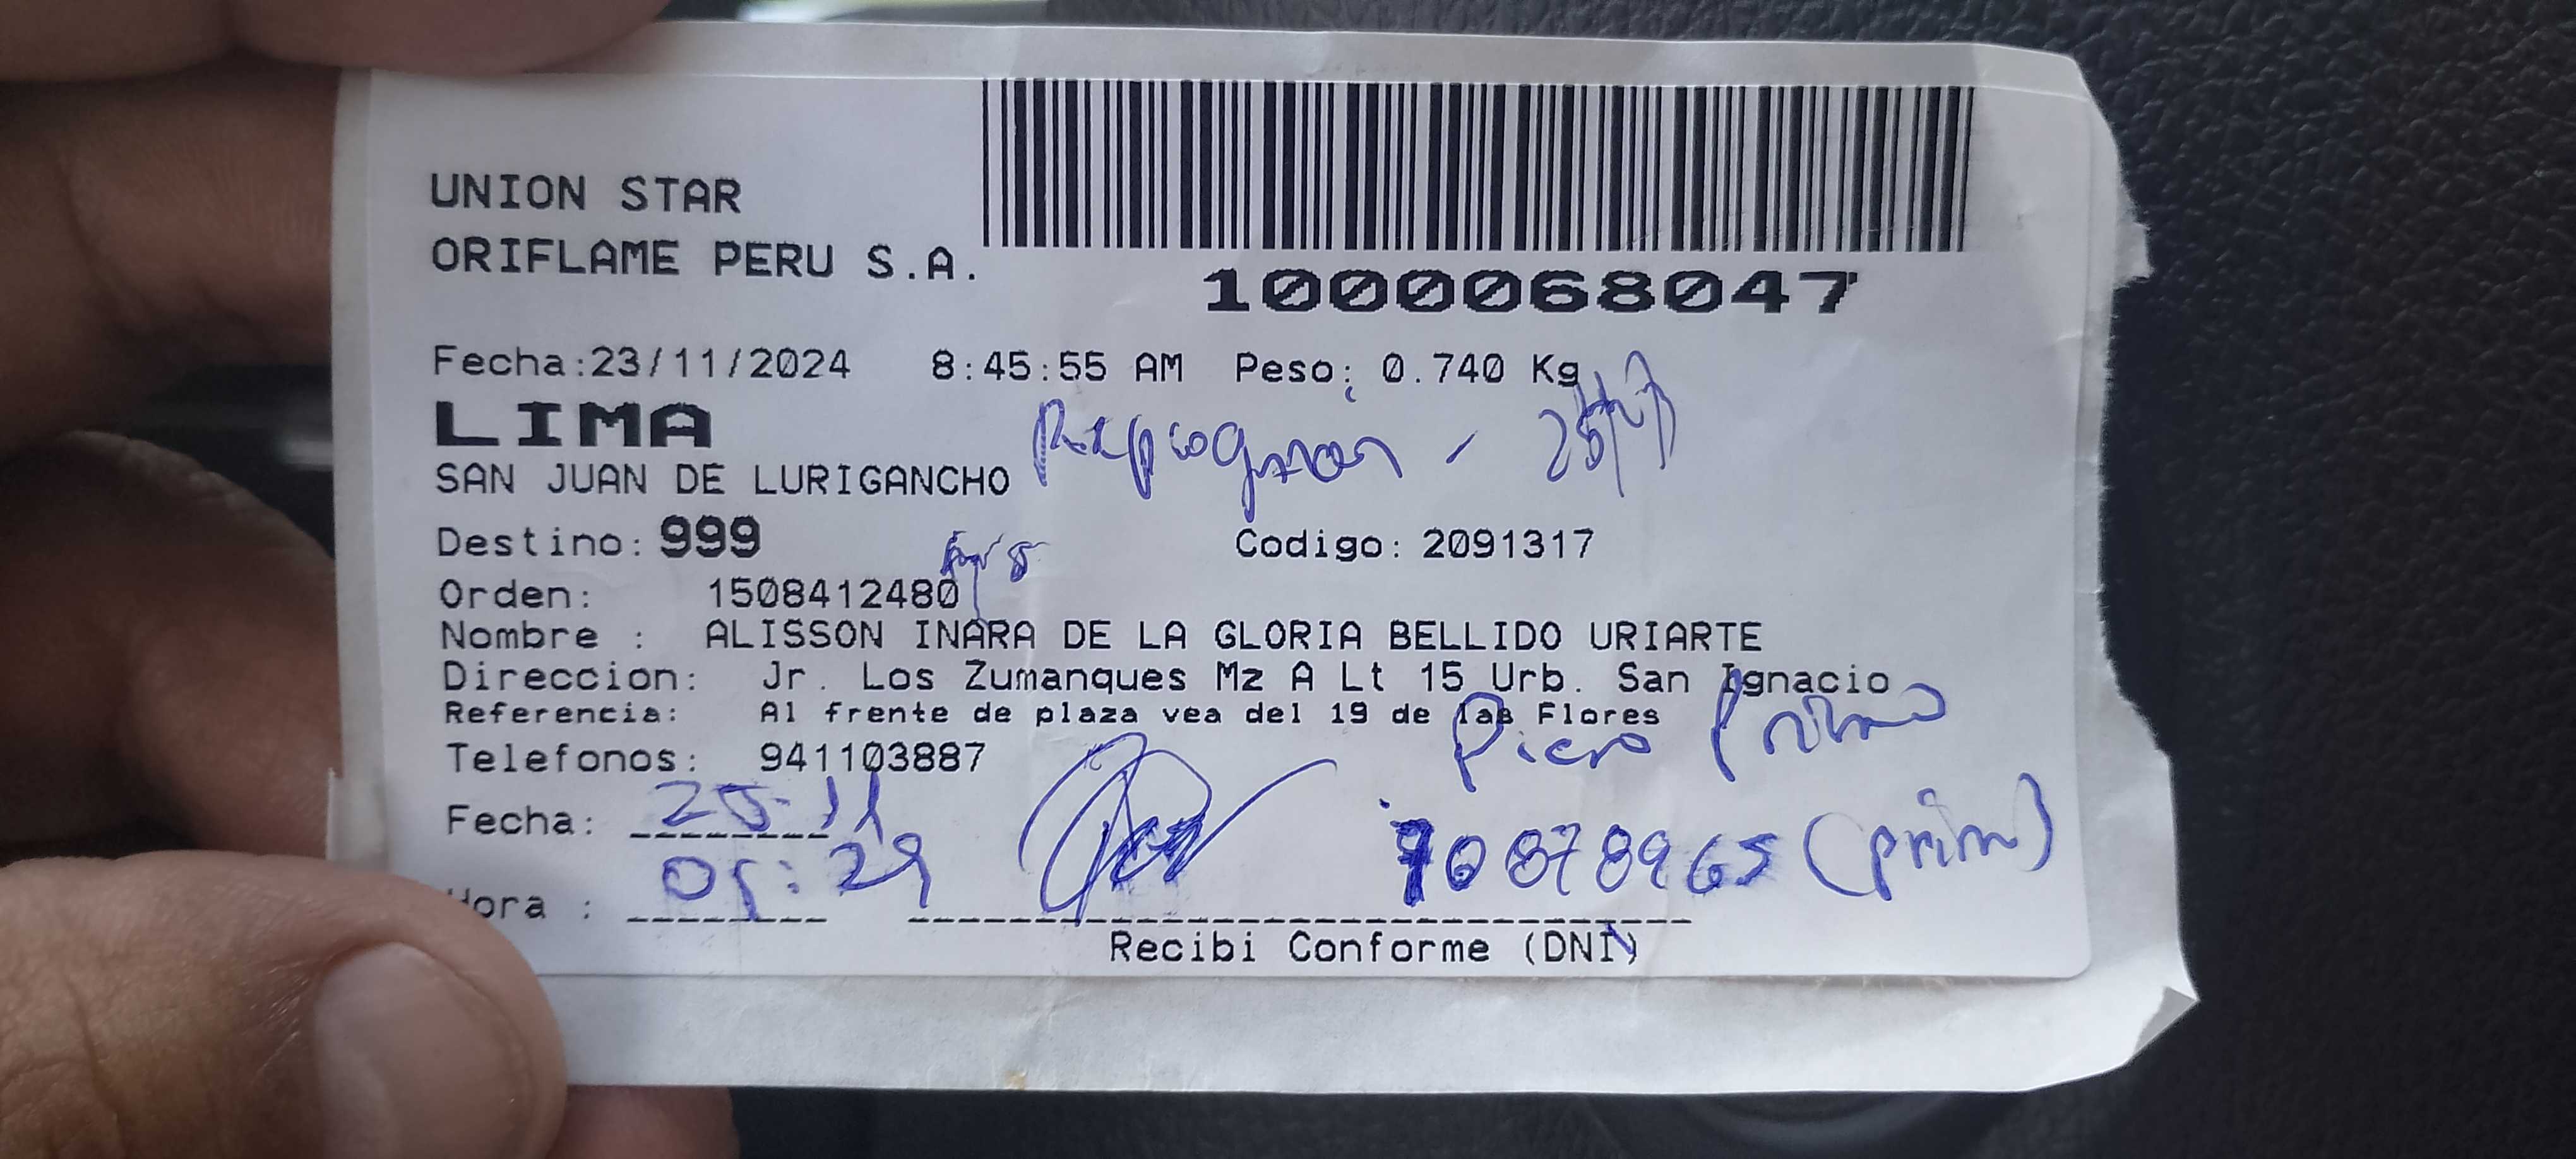 UNION STAR
ORIFLAME PERU S.A.
1000068047
Fecha:23/11/2024 8:45:55 AM Peso: 0.740 Kg
LIMA
SAN JUAN DE LURIGANCHO
Destino: 999 Codigo: 2091317
Orden: 1508412480
Nombre : ALISSON INARA DE LA GLORIA BELLIDO URIARTE
Direccion: Jr. Los Zumanques Mz A Lt 15 Urb. San Ignacio
Referencia: Al frente de plaza vea del 19 de las Flores
Piero Primo
Telefonos: 941103887
Fecha: 25-11
Hora : 05:29 70878965 (prim)
Recibi Conforme (DNI)